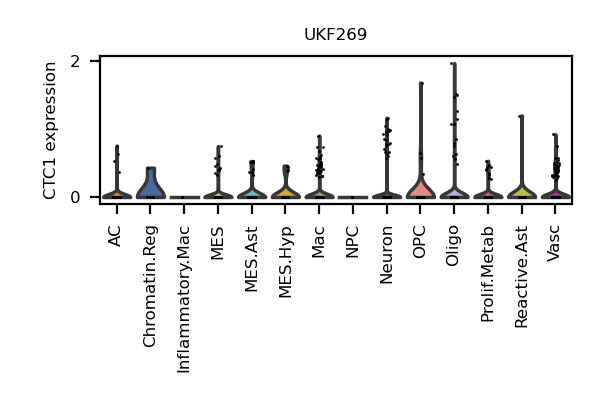 UKF269
CTC1 expression
2
0
AC
Chromatin.Reg
Inflammatory.Mac
MES
MES.Ast
MES.Hyp
Mac
NPC
Neuron
OPC
Oligo
Prolif.Metab
Reactive.Ast
Vasc